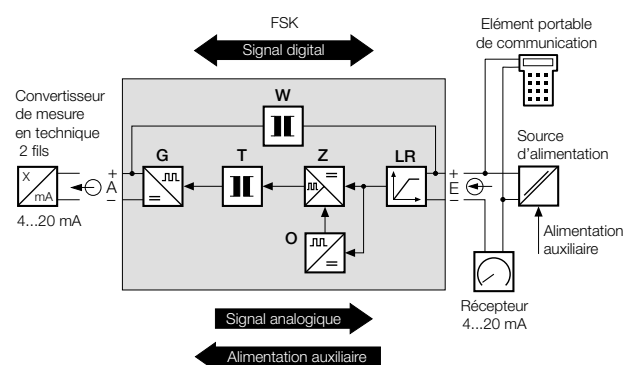 FSK
Signal digital
Elément portable
de communication
Convertisseur
de mesure
en technique
2 fils
W
G
T
Z
LR
Source
d'alimentation
X
mA
+
A
–
+
E
–
4...20 mA
O
Alimentation
auxiliaire
Récepteur
4...20 mA
Signal analogique
Alimentation auxiliaire